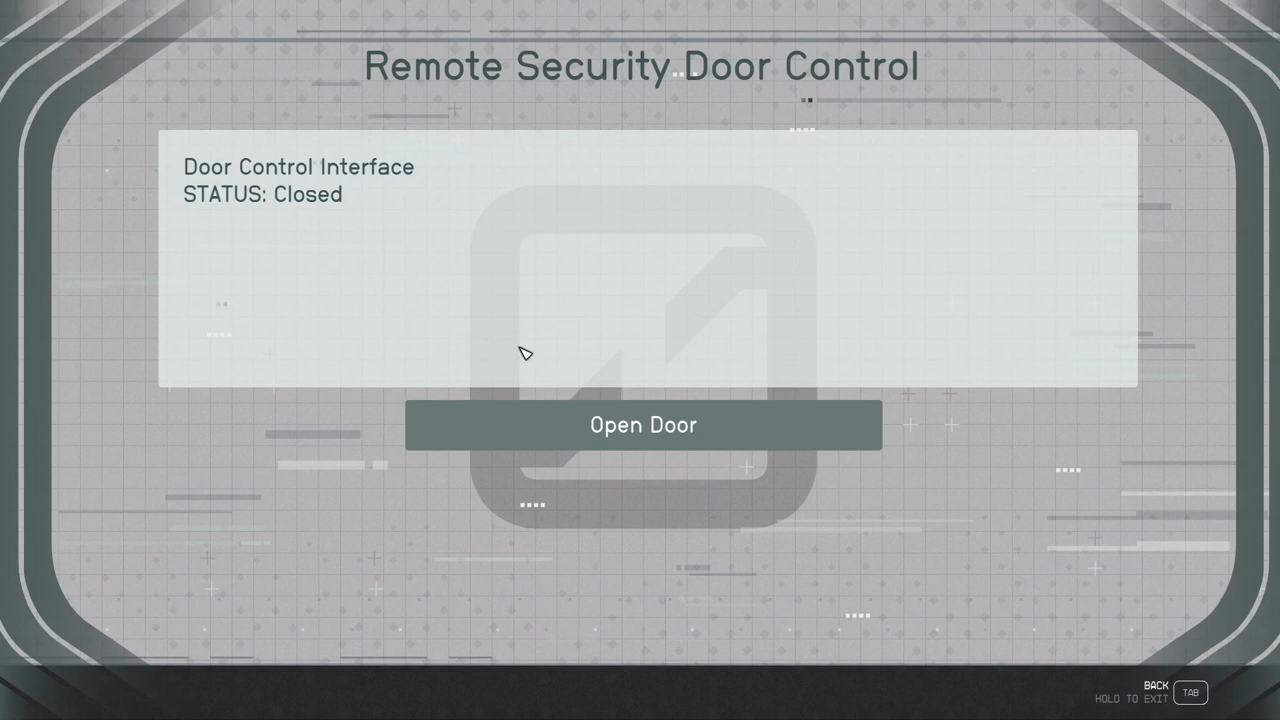 Remote Security Door Control
Door Control Interface
STATUS: Closed
Open Door
BACK
HOLD TO EXIT
TAB